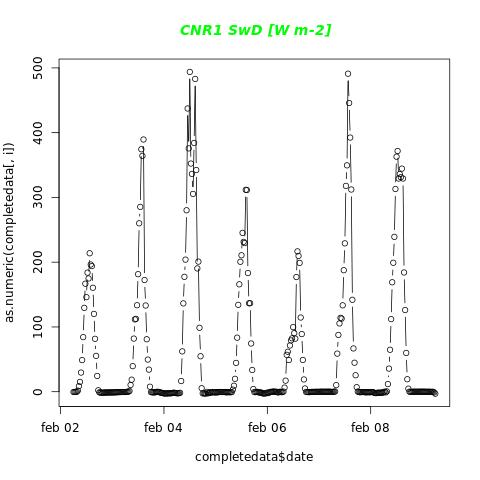 CNR1 SwD [W m-2]
as.numeric(completedata[, i])
500
400
300
200
100
0
feb 02
feb 04
feb 06
feb 08
completedata$date